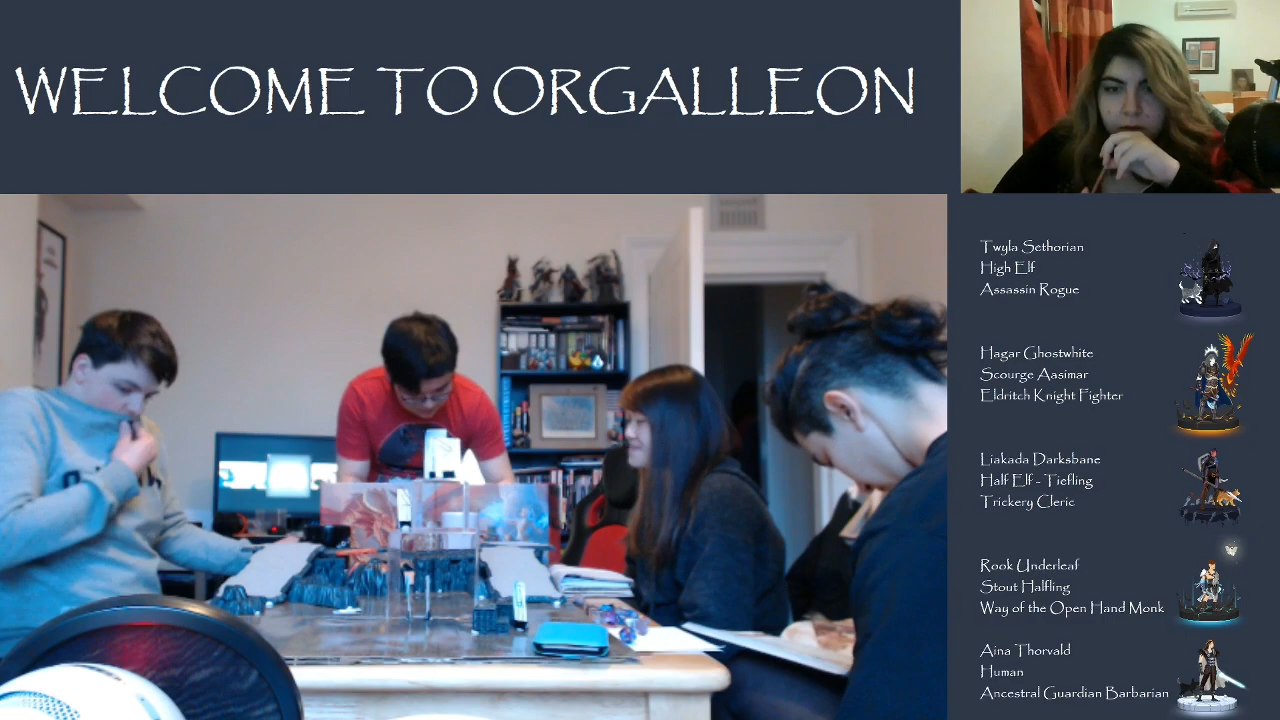 WELCOME TO ORGALLEON
Twyla Sethorian
High Elf
Assassin Rogue
Hagar Ghostwhite
Scourge Aasimar
Eldritch Knight Fighter
Liakada Darksbane
Half Elf - Tiefling
Trickery Cleric
Rook Underleaf
Stout Halfling
Way of the Open Hand Monk
Aina Thorvald
Human
Ancestral Guardian Barbarian